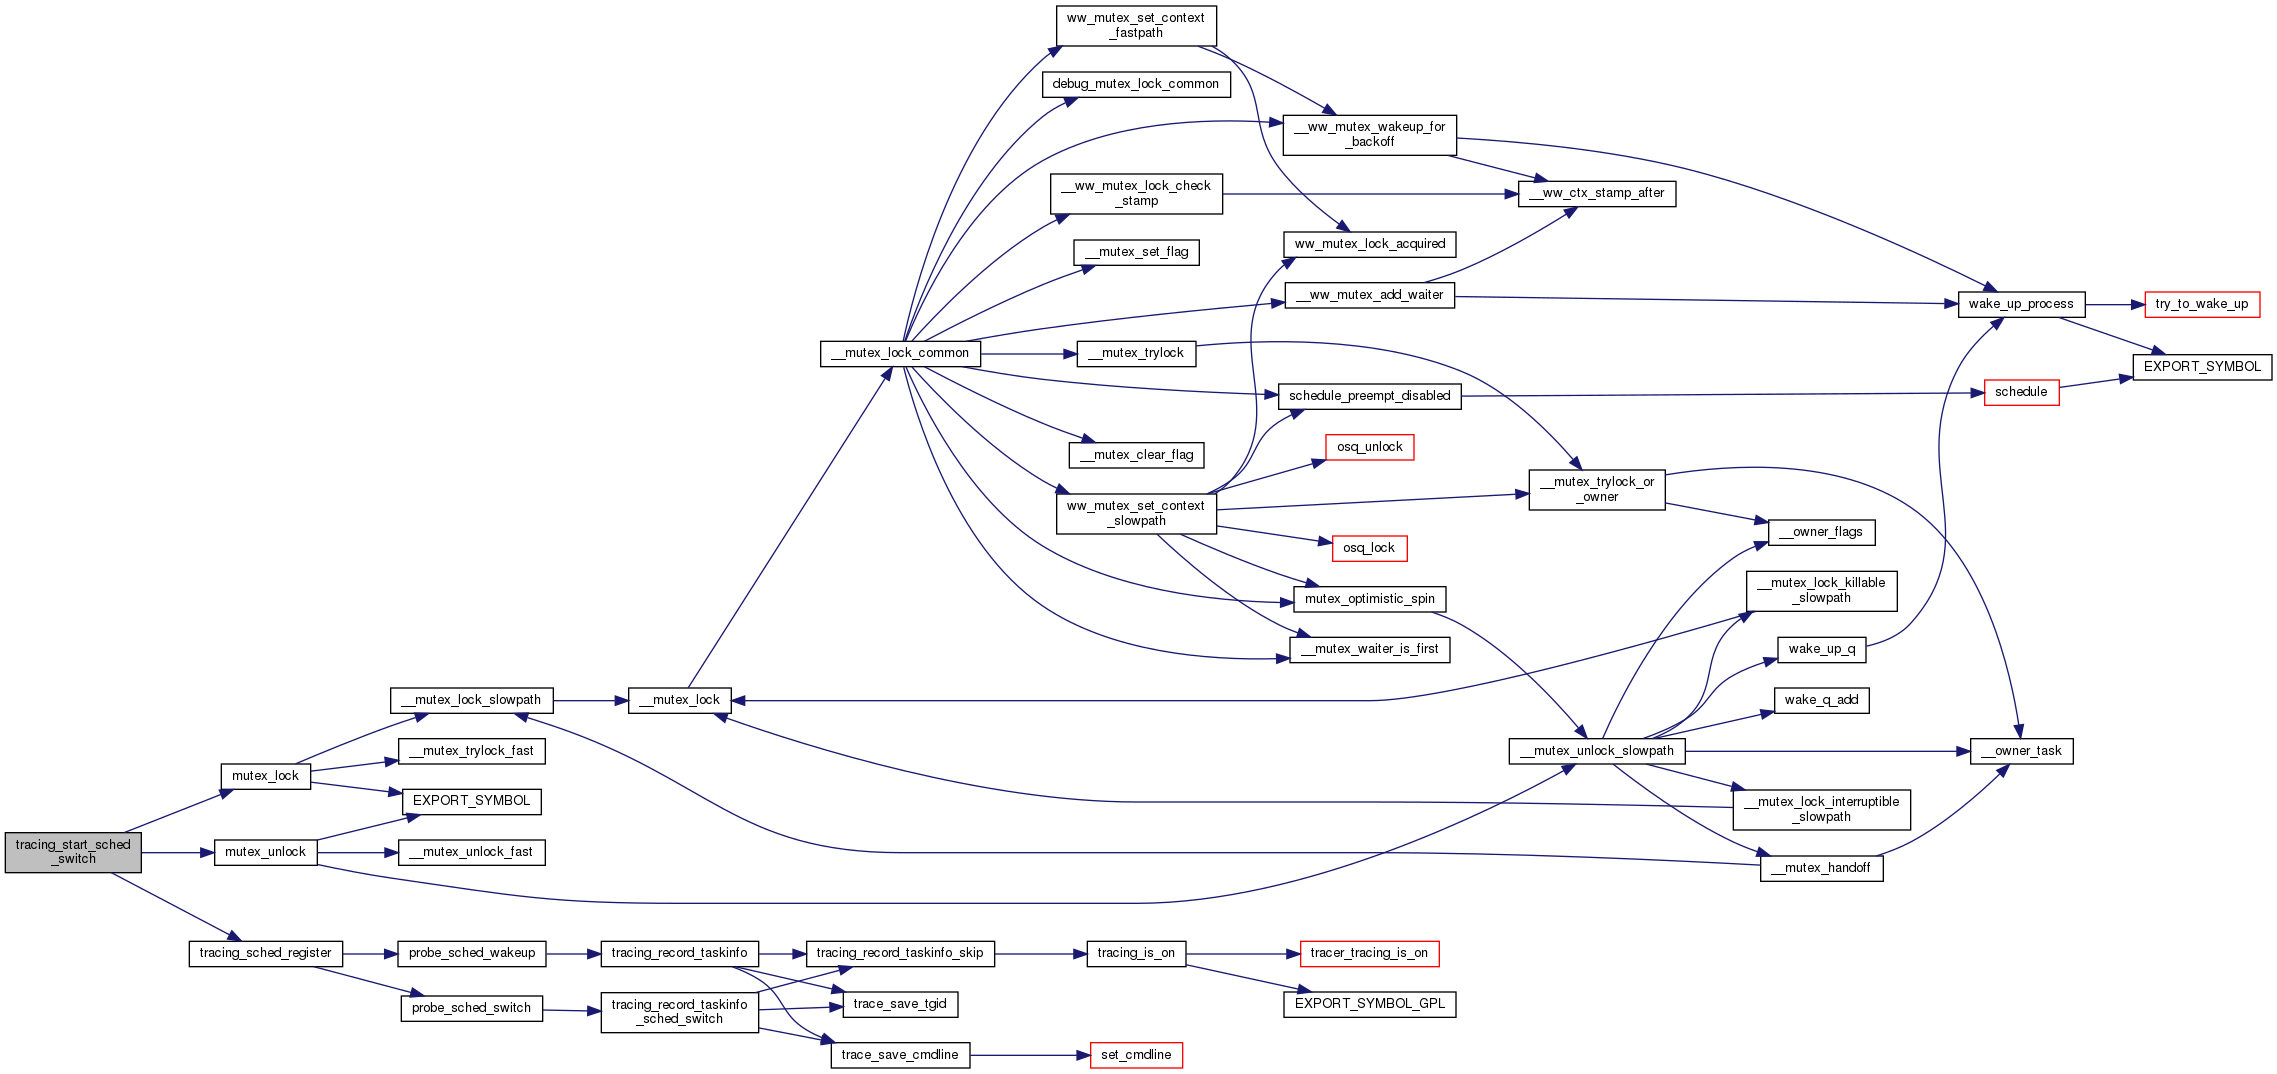 ww_mutex_set_context
_fastpath
debug_mutex_lock_common
__ww_mutex_wakeup_for
_backoff
__ww_mutex_lock_check
_stamp
__ww_ctx_stamp_after
__mutex_set_flag
ww_mutex_lock_acquired
__ww_mutex_add_waiter
wake_up_process
try_to_wake_up
__mutex_lock_common
__mutex_trylock
EXPORT_SYMBOL
schedule_preempt_disabled
schedule
__mutex_clear_flag
osq_unlock
__mutex_trylock_or
_owner
ww_mutex_set_context
_slowpath
__owner_flags
osq_lock
mutex_optimistic_spin
__mutex_lock_killable
_slowpath
__mutex_waiter_is_first
wake_up_q
__mutex_lock_slowpath
__mutex_lock
wake_q_add
__mutex_trylock_fast
__mutex_unlock_slowpath
__owner_task
mutex_lock
EXPORT_SYMBOL
__mutex_lock_interruptible
_slowpath
tracing_start_sched
_switch
mutex_unlock
__mutex_unlock_fast
__mutex_handoff
tracing_sched_register
probe_sched_wakeup
tracing_record_taskinfo
tracing_record_taskinfo_skip
tracing_is_on
tracer_tracing_is_on
probe_sched_switch
tracing_record_taskinfo
_sched_switch
trace_save_tgid
EXPORT_SYMBOL_GPL
trace_save_cmdline
set_cmdline